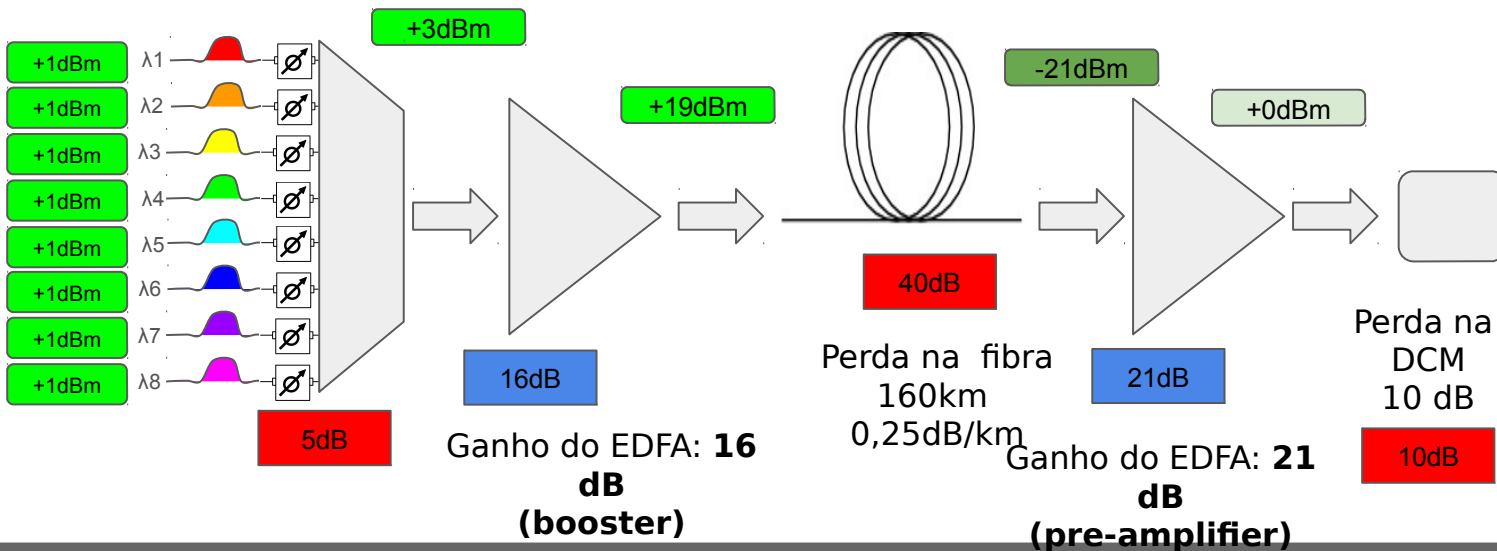 +3dBm
+1dBm λ1
+1dBm λ2
+1dBm λ3
+1dBm λ4
+1dBm λ5
+1dBm λ6
+1dBm λ7
+1dBm λ8
5dB
16dB
Ganho do EDFA: 16
dB
(booster)
+19dBm
40dB
Perda na fibra
160km
0,25dB/km
-21dBm
21dB
Ganho do EDFA: 21
dB
(pre-amplifier)
+0dBm
Perda na
DCM
10 dB
10dB